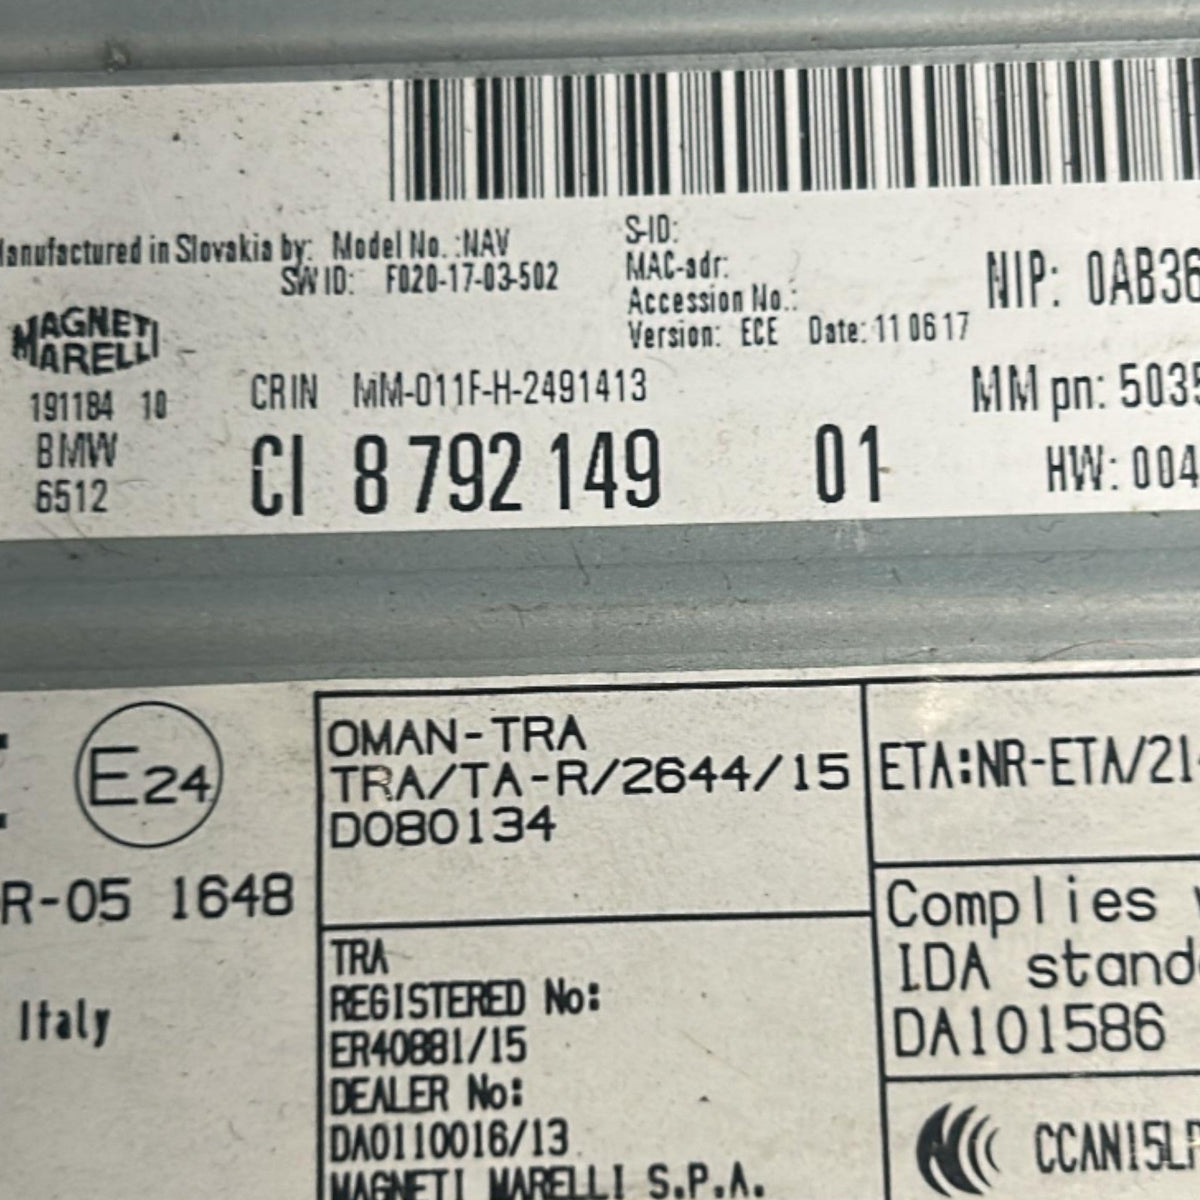 Manufactured in Slovakia by: Model No.:NAV
SW ID: F020-17-03-502
S-ID:
MAC-adr:
Accession No.:
Version: ECE Date: 11 06 17
NIP: 0AB36
MAGNETI
MARELLI
191184 10
BMW
6512
CRIN MM-011F-H-2491413
CI 8 792 149 01
MM pn: 5035
HW: 004
E24
R-05 1648
Italy
OMAN-TRA
TRA/TA-R/2644/15
D080134
TRA
REGISTERED No:
ER40881/15
DEALER No:
DA0110016/13
MAGNETI MARELLI S.P.A.
ETA:NR-ETA/21
Complies
IDA stand
DA101586
CCAN15LP